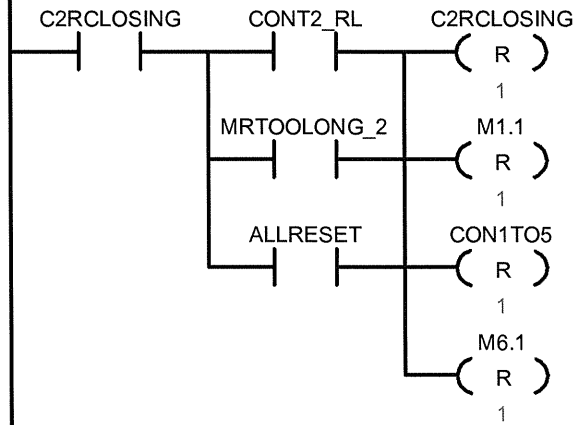 C2RCLOSING CONT2_RL C2RCLOSING
R
1
MRTOOLONG_2 M1.1
R
1
ALLRESET CON1TO5
R
1
M6.1
R
1